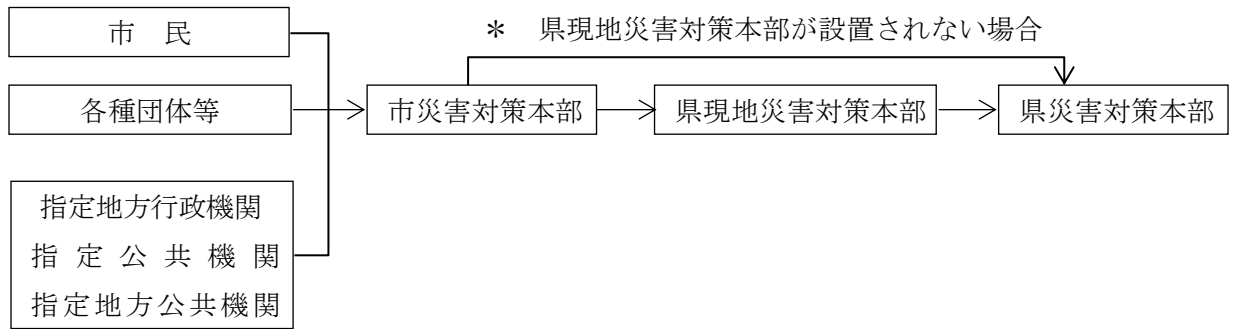 市 民
＊ 県現地災害対策本部が設置されない場合
各種団体等
市災害対策本部
県現地災害対策本部
県災害対策本部
指定地方行政機関
指定公共機関
指定地方公共機関